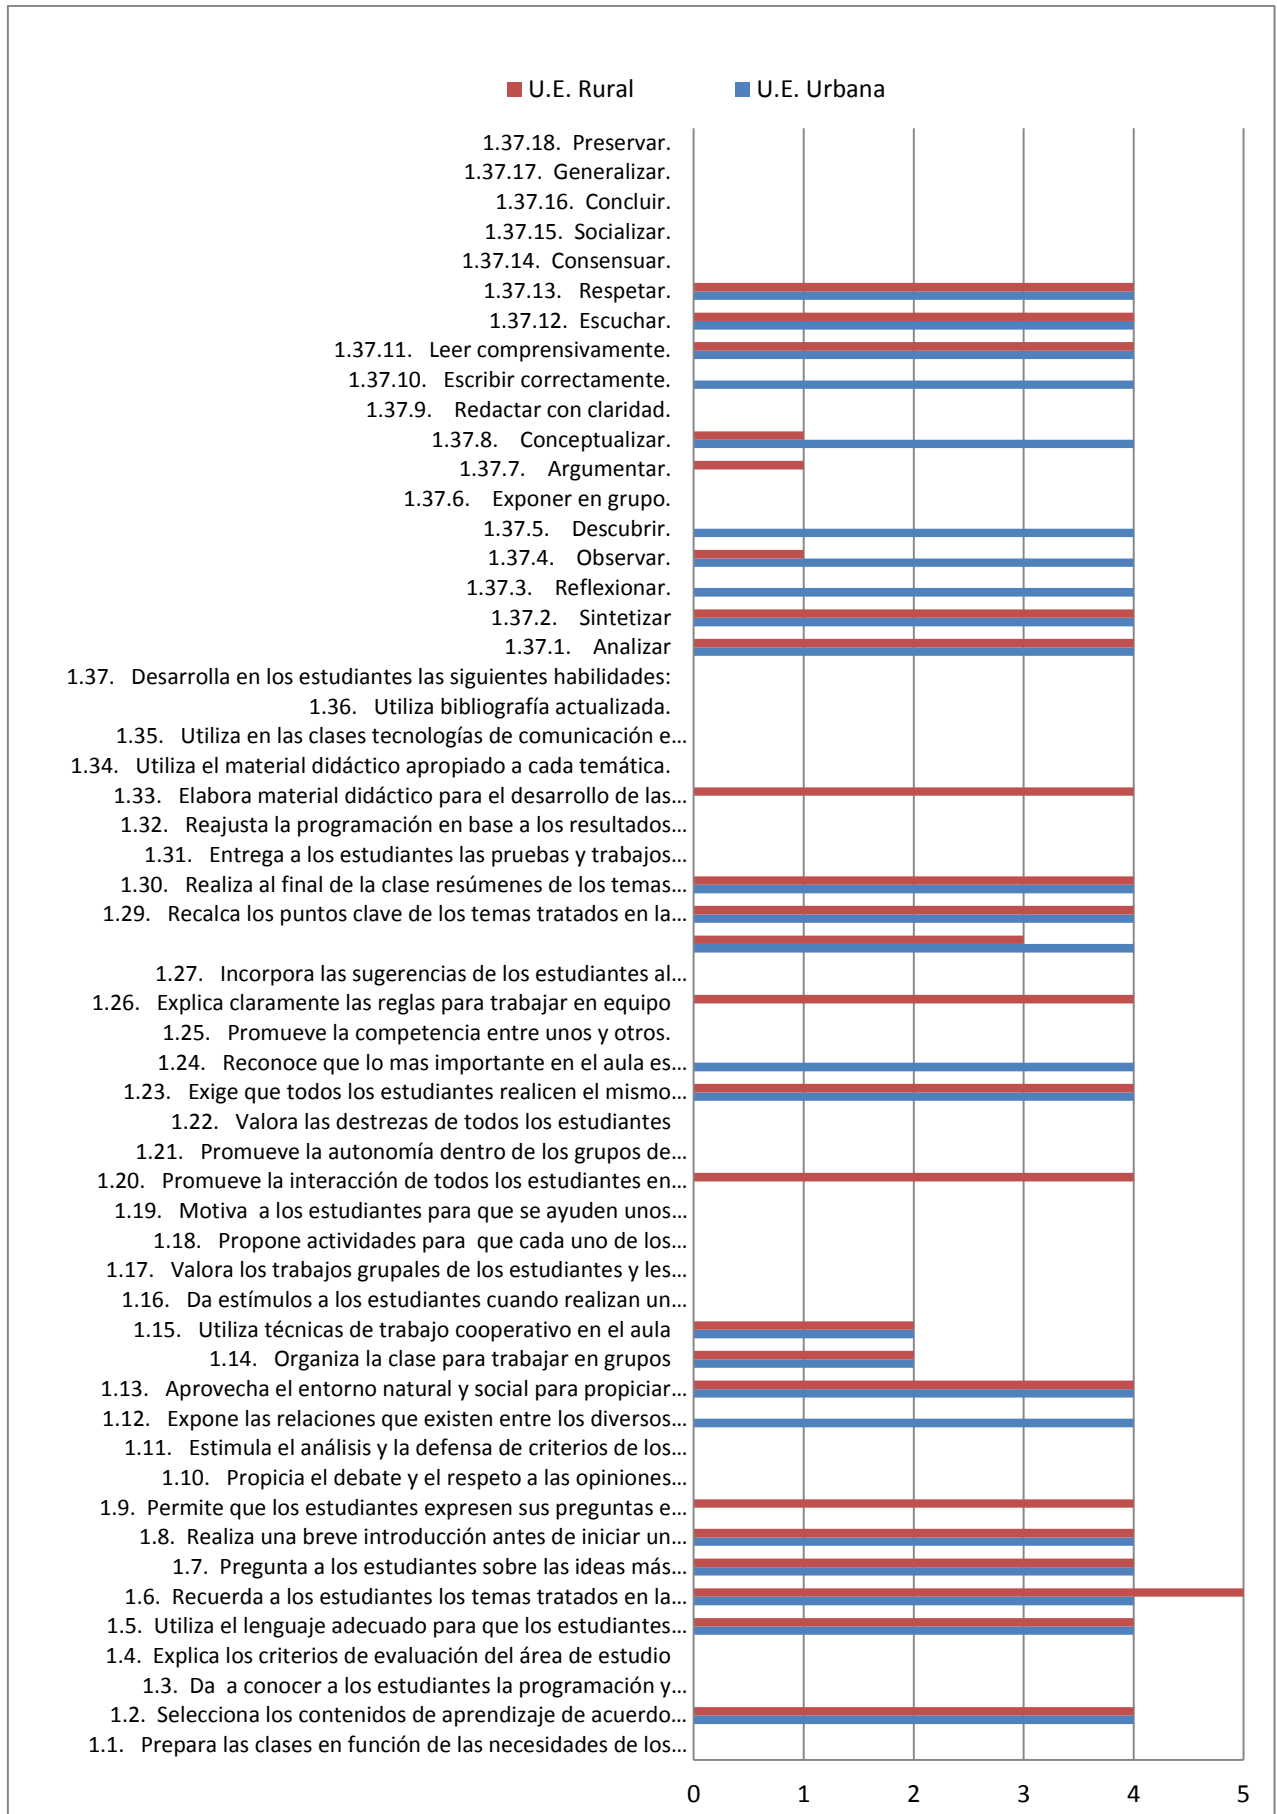 U.E. Rural U.E. Urbana
1.37.18. Preservar.
1.37.17. Generalizar.
1.37.16. Concluir.
1.37.15. Socializar.
1.37.14. Consensuar.
1.37.13. Respetar.
1.37.12. Escuchar.
1.37.11. Leer comprensivamente.
1.37.10. Escribir correctamente.
1.37.9. Redactar con claridad.
1.37.8. Conceptualizar.
1.37.7. Argumentar.
1.37.6. Exponer en grupo.
1.37.5. Descubrir.
1.37.4. Observar.
1.37.3. Reflexionar.
1.37.2. Sintetizar
1.37.1. Analizar
1.37. Desarrolla en los estudiantes las siguientes habilidades:
1.36. Utiliza bibliografía actualizada.
1.35. Utiliza en las clases tecnologías de comunicación e...
1.34. Utiliza el material didáctico apropiado a cada temática.
1.33. Elabora material didáctico para el desarrollo de las...
1.32. Reajusta la programación en base a los resultados...
1.31. Entrega a los estudiantes las pruebas y trabajos...
1.30. Realiza al final de la clase resúmenes de los temas...
1.29. Recalca los puntos clave de los temas tratados en la...
1.27. Incorpora las sugerencias de los estudiantes al...
1.26. Explica claramente las reglas para trabajar en equipo
1.25. Promueve la competencia entre unos y otros.
1.24. Reconoce que lo mas importante en el aula es...
1.23. Exige que todos los estudiantes realicen el mismo...
1.22. Valora las destrezas de todos los estudiantes
1.21. Promueve la autonomía dentro de los grupos de...
1.20. Promueve la interacción de todos los estudiantes en...
1.19. Motiva a los estudiantes para que se ayuden unos...
1.18. Propone actividades para que cada uno de los...
1.17. Valora los trabajos grupales de los estudiantes y les...
1.16. Da estímulos a los estudiantes cuando realizan un...
1.15. Utiliza técnicas de trabajo cooperativo en el aula
1.14. Organiza la clase para trabajar en grupos
1.13. Aprovecha el entorno natural y social para propiciar...
1.12. Expone las relaciones que existen entre los diversos...
1.11. Estimula el análisis y la defensa de criterios de los...
1.10. Propicia el debate y el respeto a las opiniones...
1.9. Permite que los estudiantes expresen sus preguntas e...
1.8. Realiza una breve introducción antes de iniciar un...
1.7. Pregunta a los estudiantes sobre las ideas más...
1.6. Recuerda a los estudiantes los temas tratados en la...
1.5. Utiliza el lenguaje adecuado para que los estudiantes...
1.4. Explica los criterios de evaluación del área de estudio
1.3. Da a conocer a los estudiantes la programación y...
1.2. Selecciona los contenidos de aprendizaje de acuerdo...
1.1. Prepara las clases en función de las necesidades de los...
0 1 2 3 4 5